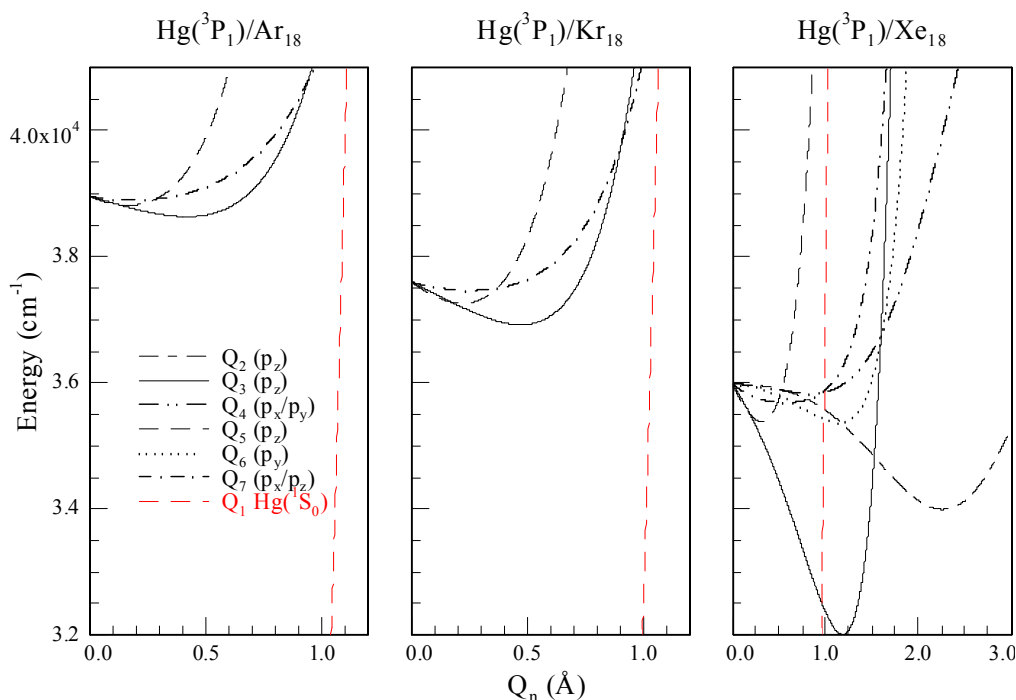 Hg(³P₁)/Ar₁₈
Hg(³P₁)/Kr₁₈
Hg(³P₁)/Xe₁₈
Energy (cm⁻¹)
4.0x10⁴
3.8
3.6
3.4
3.2
Q₂ (p_z)
Q₃ (p_z)
Q₄ (p_x/p_y)
Q₅ (p_z)
Q₆ (p_y)
Q₇ (p_x/p_z)
Q₁ Hg(¹S₀)
0.0 0.5 1.0
0.0 0.5 1.0
0.0 1.0 2.0 3.0
Qₙ (Å)